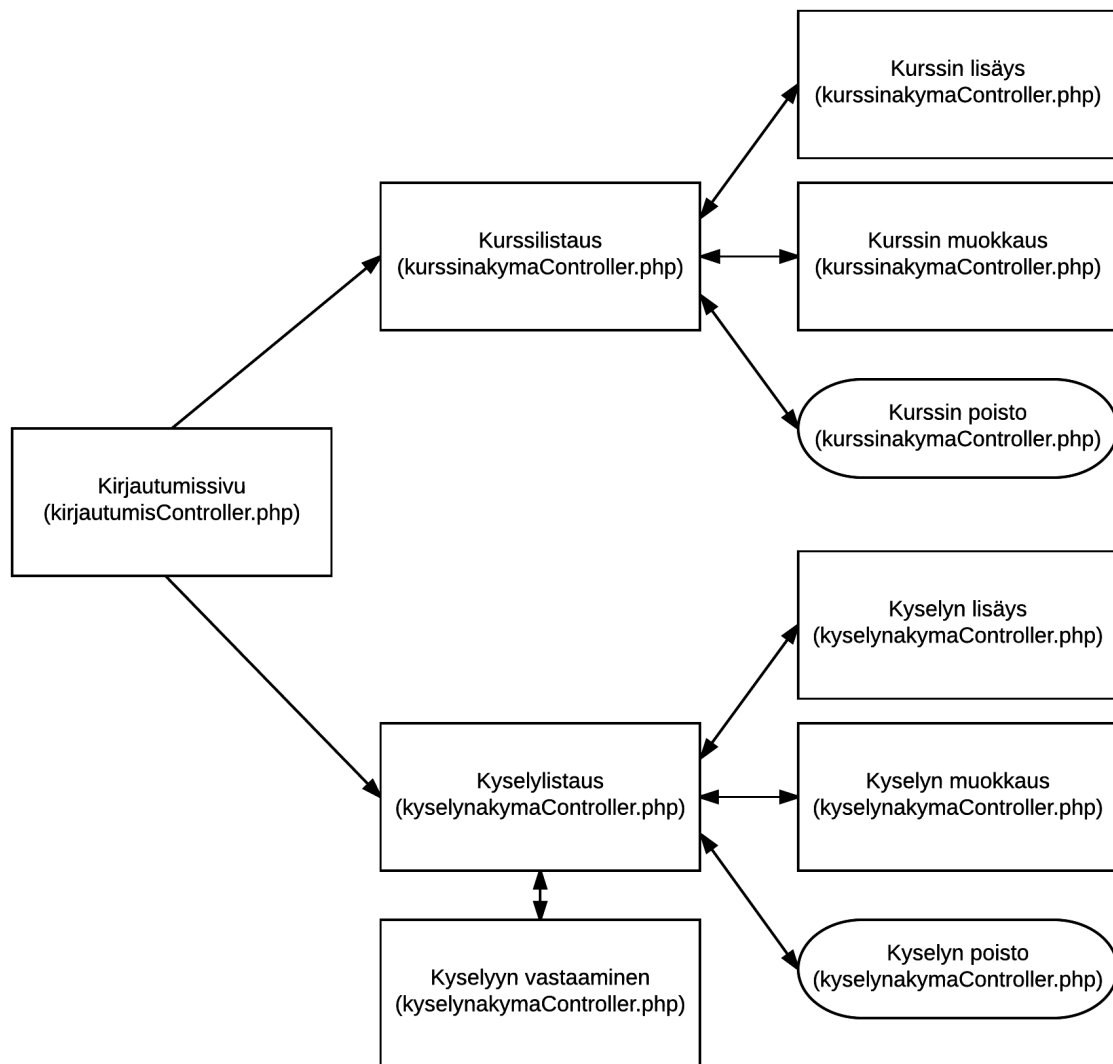 Kurssin lisäys
(kurssinakymaController.php)
Kurssilistaus
(kurssinakymaController.php)
Kurssin muokkaus
(kurssinakymaController.php)
Kurssin poisto
(kurssinakymaController.php)
Kirjautumissivu
(kirjautumisController.php)
Kyselyn lisäys
(kyselynakymaController.php)
Kyselylistaus
(kyselynakymaController.php)
Kyselyn muokkaus
(kyselynakymaController.php)
Kyselyn poisto
(kyselynakymaController.php)
Kyselyyn vastaaminen
(kyselynakymaController.php)